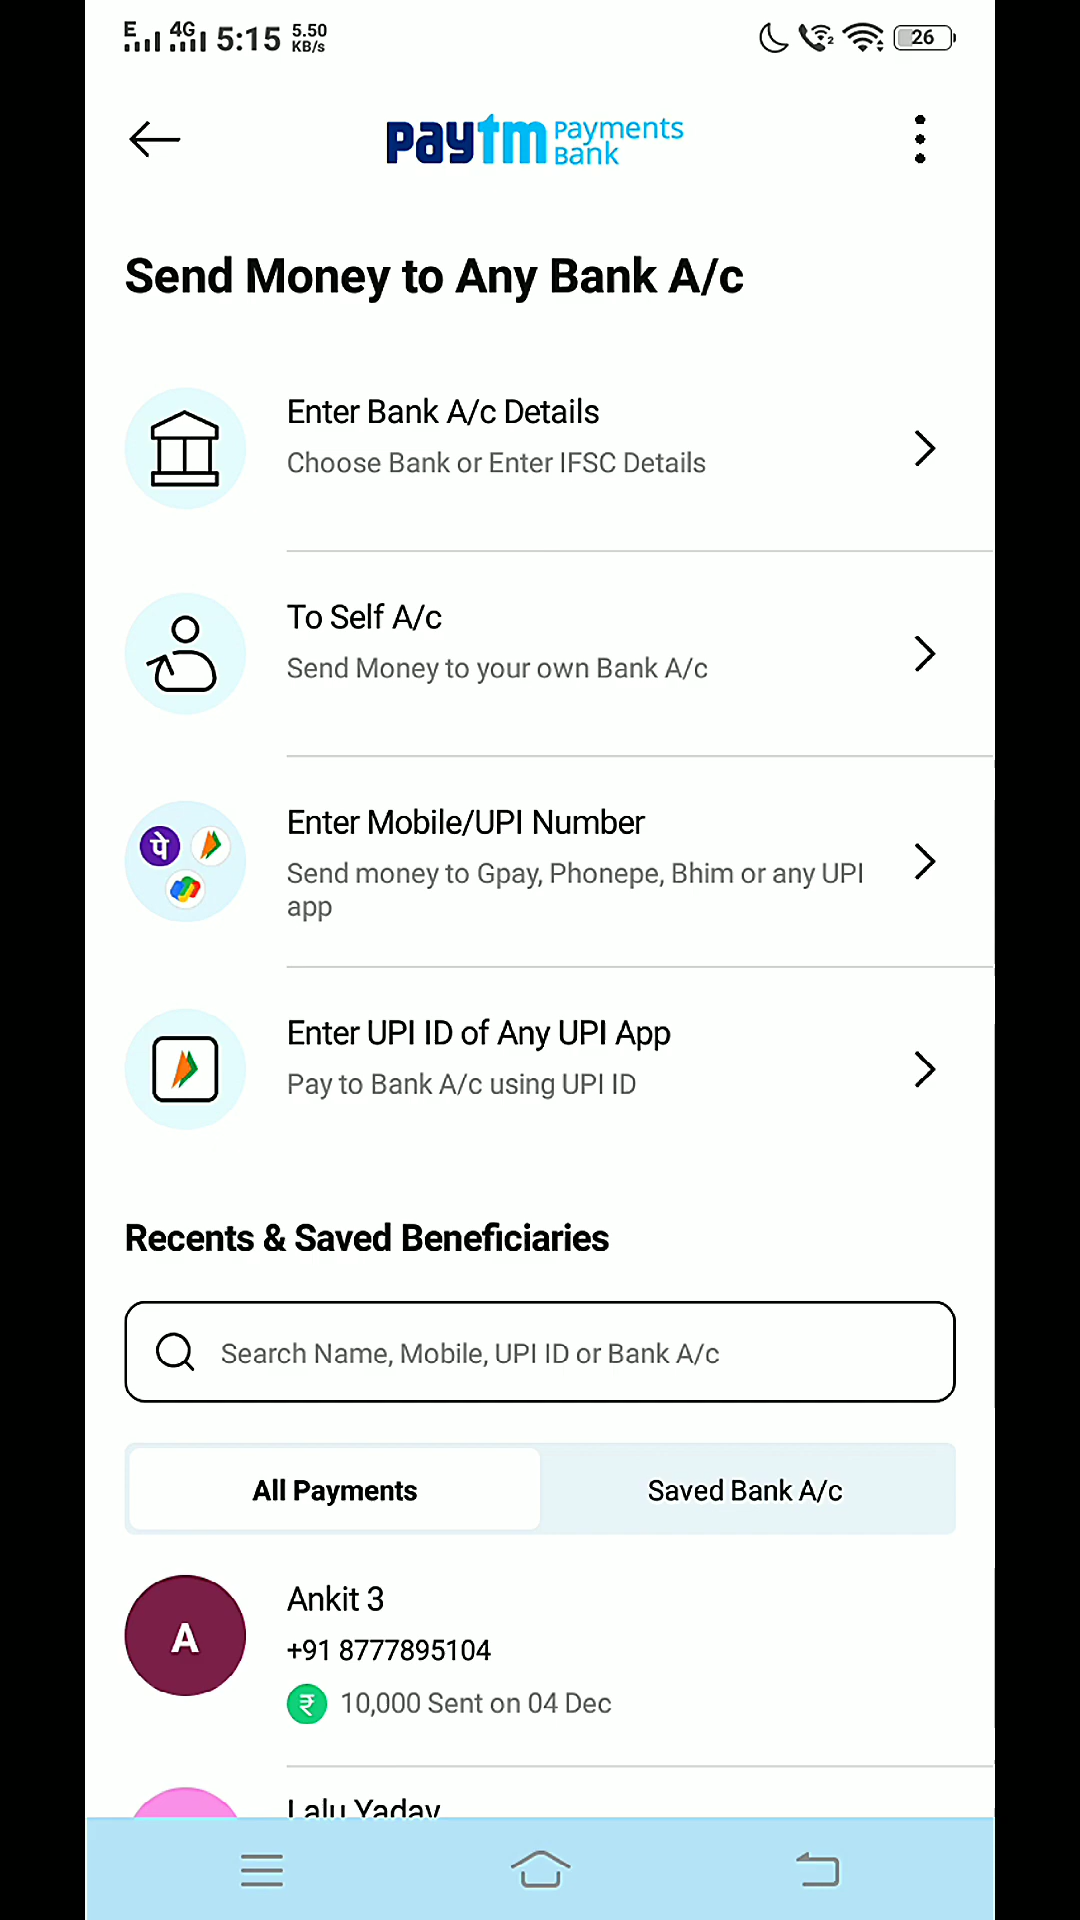 E 4G 5:15 5.50 KB/s 2 26
paytm Payments Bank
Send Money to Any Bank A/c
Enter Bank A/c Details
Choose Bank or Enter IFSC Details
To Self A/c
Send Money to your own Bank A/c
Enter Mobile/UPI Number
पे
Send money to Gpay, Phonepe, Bhim or any UPI
app
Enter UPI ID of Any UPI App
Pay to Bank A/c using UPI ID
Recents & Saved Beneficiaries
Search Name, Mobile, UPI ID or Bank A/c
All Payments Saved Bank A/c
A
Ankit 3
+91 8777895104
₹ 10,000 Sent on 04 Dec
Lalu Yadav